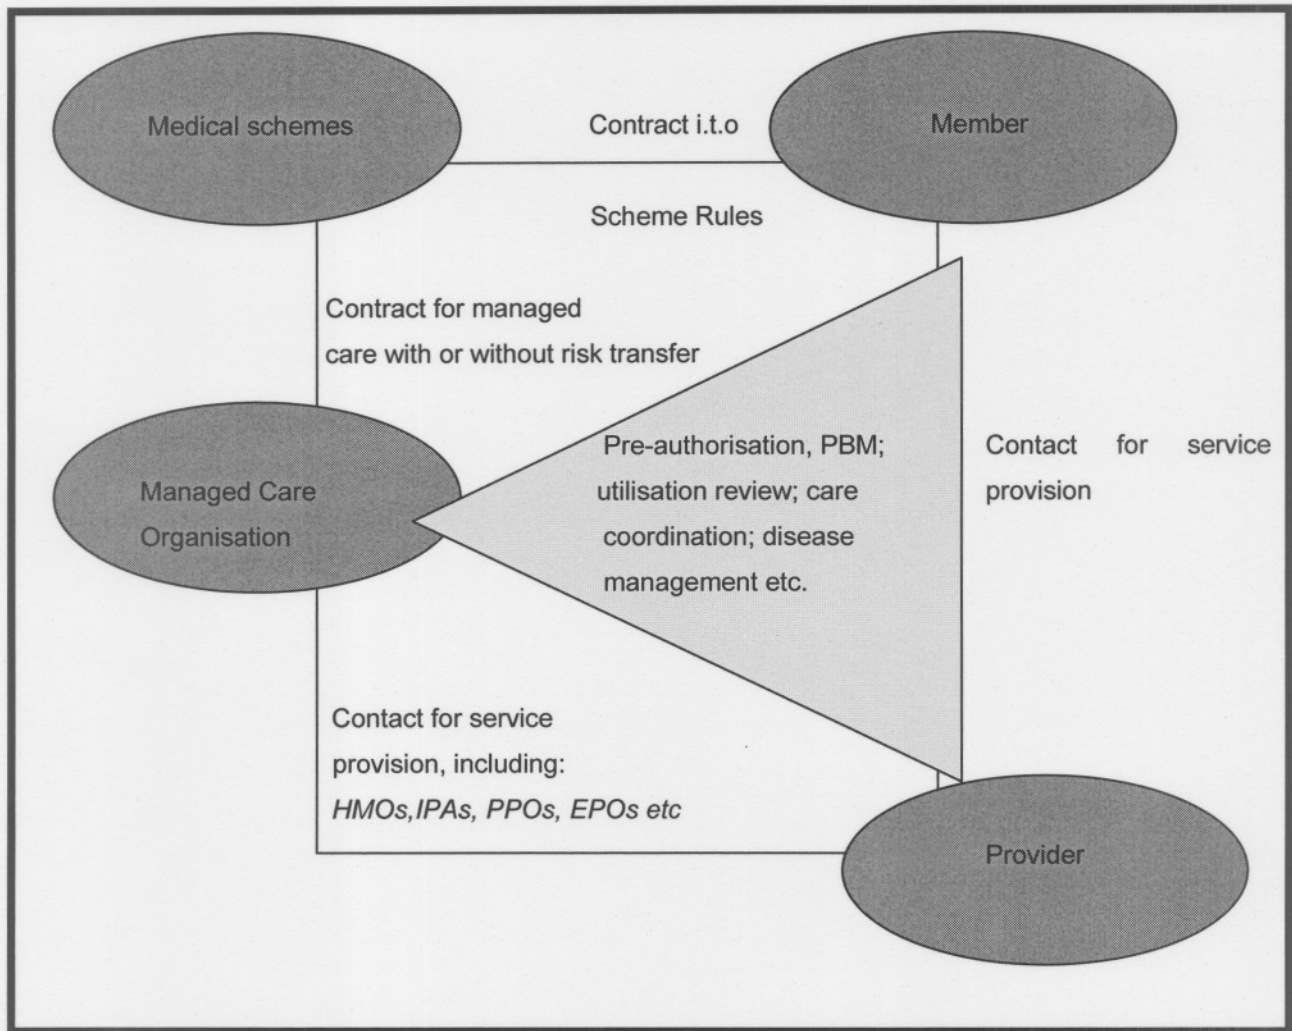 Medical schemes
Contract i.t.o
Member
Scheme Rules
Contract for managed
care with or without risk transfer
Pre-authorisation, PBM;
utilisation review; care
coordination; disease
management etc.
Contact for service
provision
Managed Care
Organisation
Contact for service
provision, including:
HMOs,IPAs, PPOs, EPOs etc
Provider